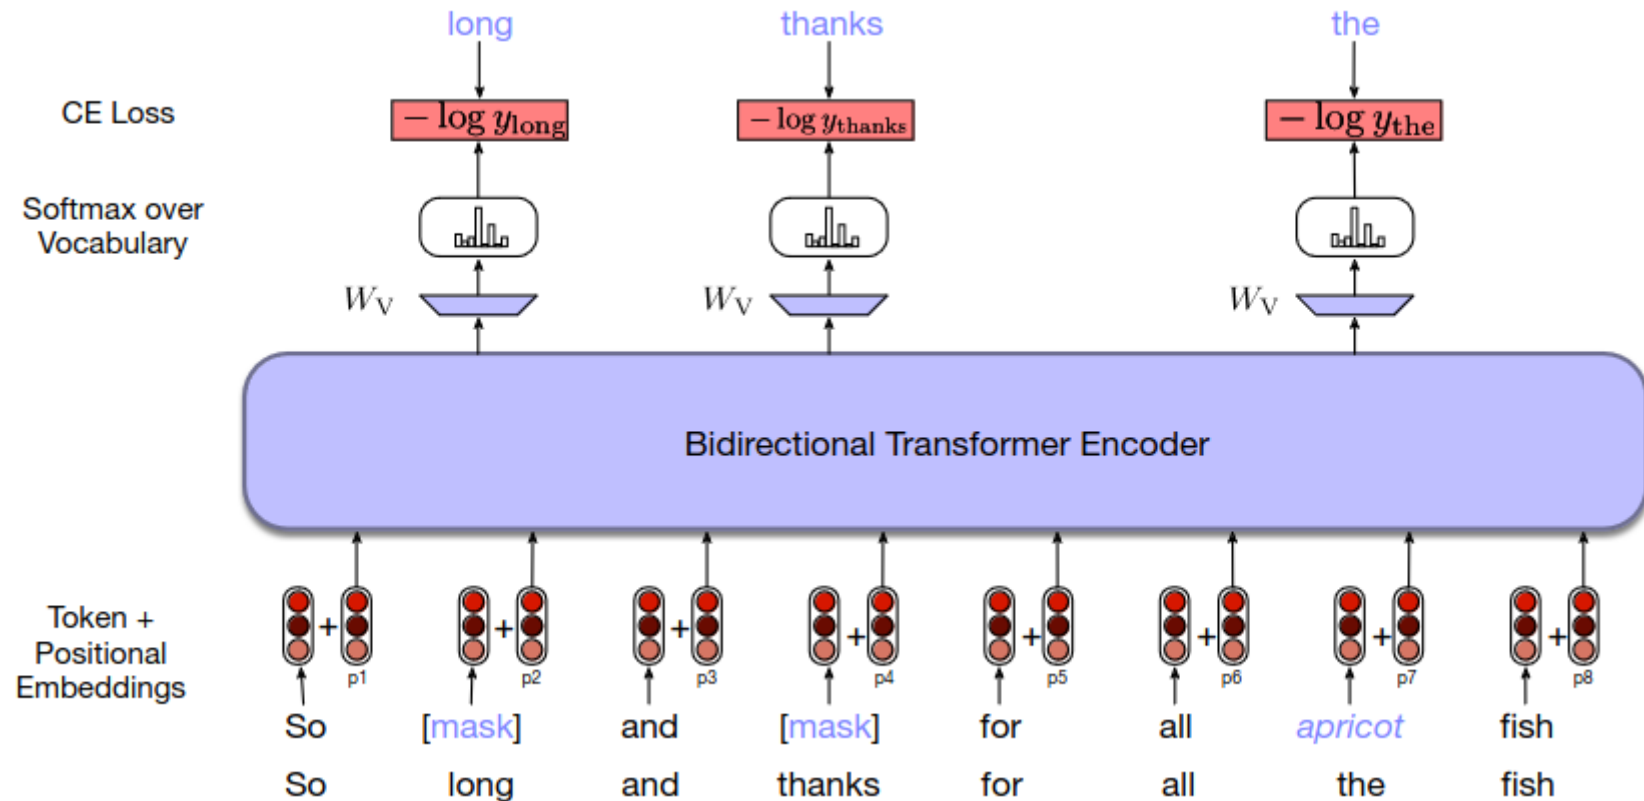 long thanks the
CE Loss − log y_long − log y_thanks − log y_the
Softmax over
Vocabulary
W_V W_V W_V
Bidirectional Transformer Encoder
Token +
Positional
Embeddings
+ + + + + + + +
p1 p2 p3 p4 p5 p6 p7 p8
So [mask] and [mask] for all apricot fish
So long and thanks for all the fish